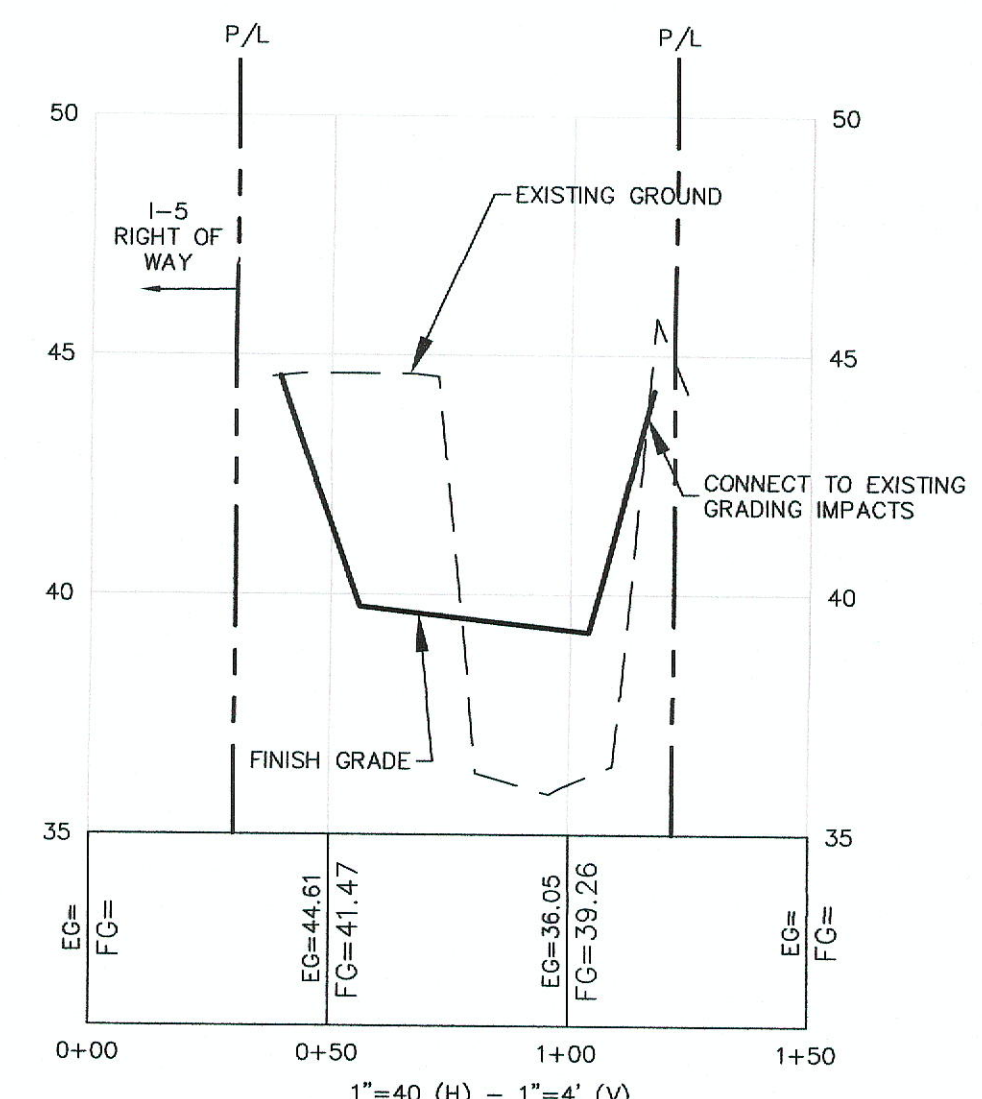 P/L
P/L
50
50
EXISTING GROUND
I-5
RIGHT OF
WAY
45
45
CONNECT TO EXISTING
GRADING IMPACTS
40
40
FINISH GRADE
35
35
EG=
FG=
EG=44.61
FG=41.47
EG=36.05
FG=39.26
EG=
FG=
0+00
0+50
1+00
1+50
1"=40 (H) - 1"=4' (V)